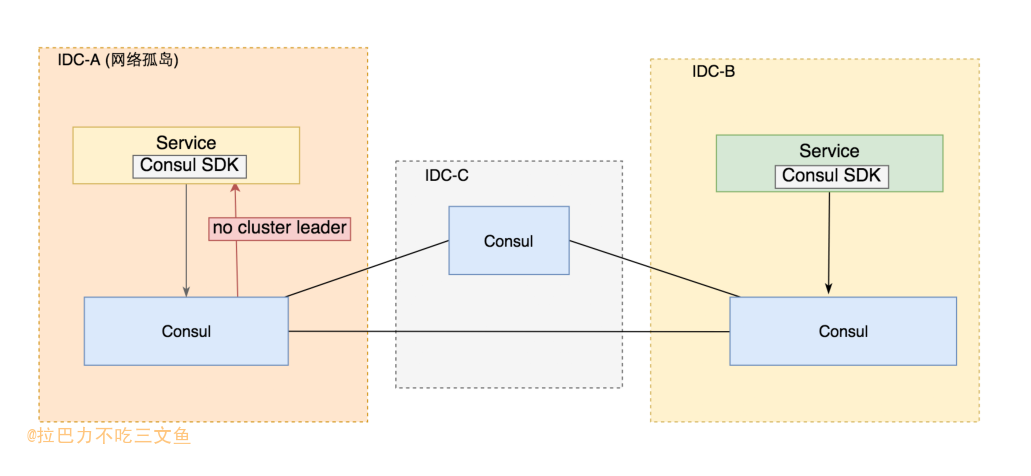 IDC-A (网络孤岛)
Service
Consul SDK
no cluster leader
Consul
IDC-C
Consul
IDC-B
Service
Consul SDK
Consul
@拉巴力不吃三文鱼